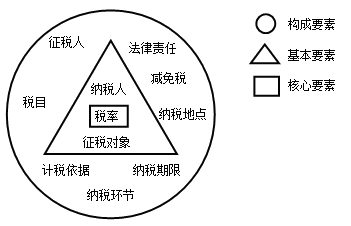 征税人
法律责任
减免税
税目
纳税人
税率
纳税地点
征税对象
计税依据
纳税期限
纳税环节
构成要素
基本要素
核心要素